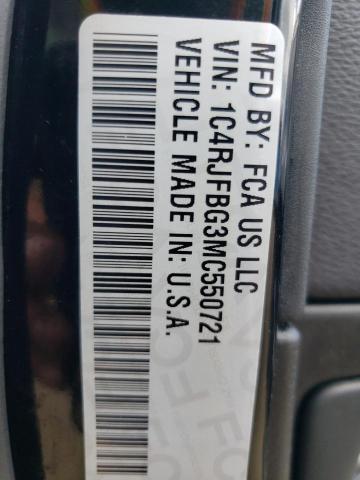 MFD BY: FCA US LLC
VIN: 1C4RJFBG3MC550721
VEHICLE MADE IN: U.S.A.